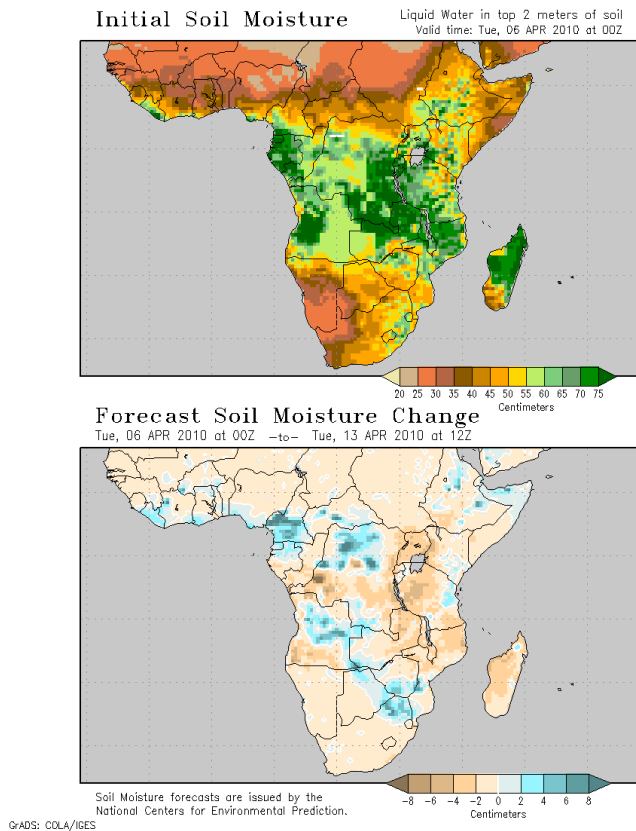 Initial Soil Moisture
Liquid Water in top 2 meters of soil
Valid time: Tue, 06 APR 2010 at 00Z
20 25 30 35 40 45 50 55 60 65 70 75
Centimeters
Forecast Soil Moisture Change
Tue, 06 APR 2010 at 00Z —to— Tue, 13 APR 2010 at 12Z
-8 -6 -4 -2 0 2 4 6 8
Centimeters
Soil Moisture forecasts are issued by the
National Centers for Environmental Prediction.
GrADS: COLA/IGES